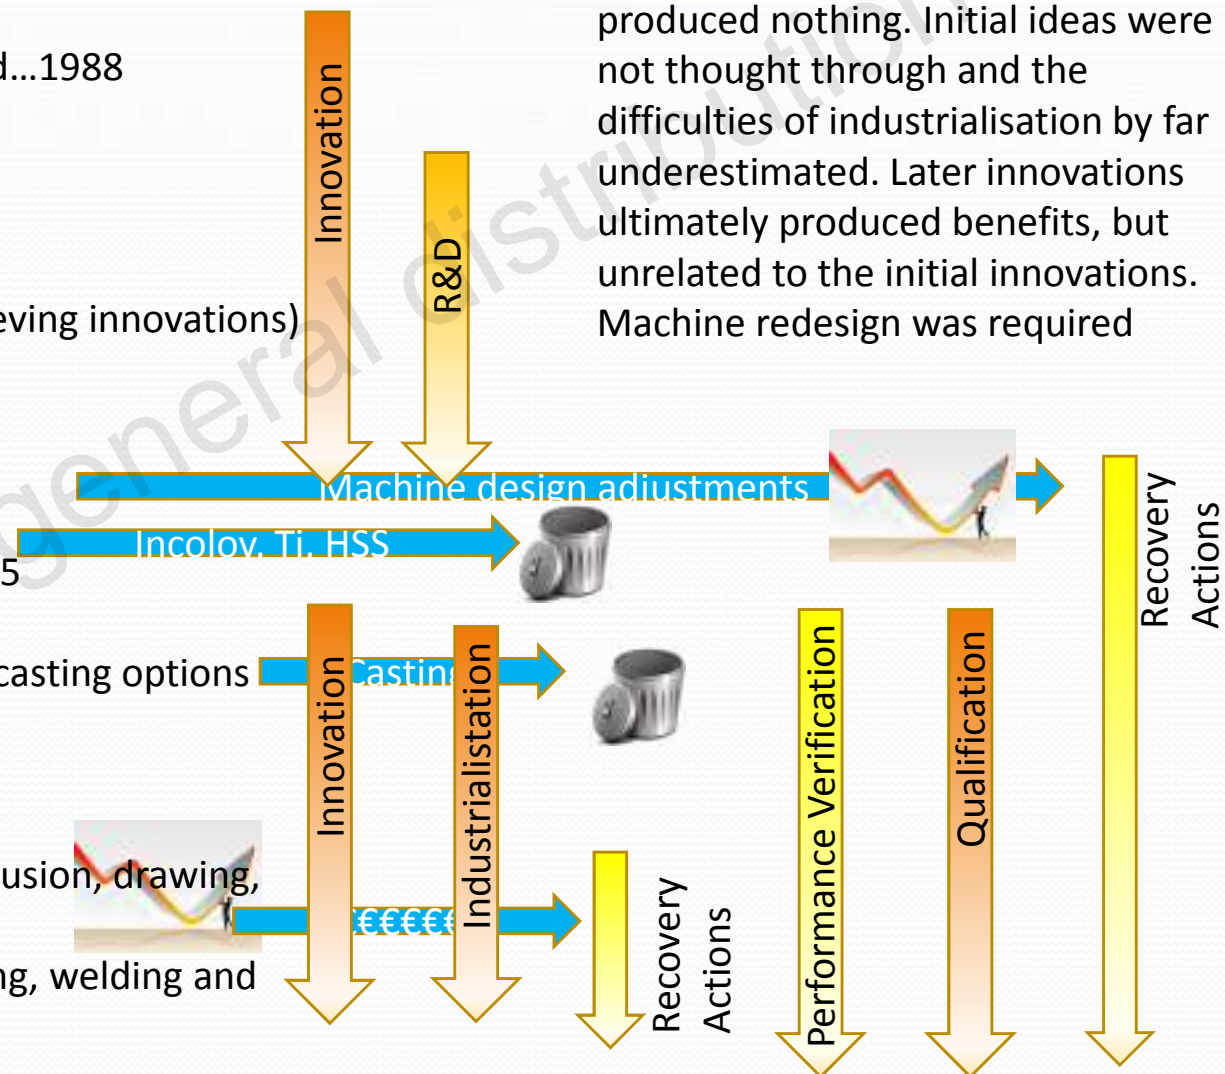 produced nothing. Initial ideas were
d...1988
not thought through and the
difficulties of industrialisation by far
underestimated. Later innovations
ultimately produced benefits, but
unrelated to the initial innovations.
Machine redesign was required
Innovation
R&D
eving innovations)
general distribution
Machine design adjustments
Incoloy, Ti, HSS
5
Recovery
Actions
casting options
Casting
Innovation
Industrialistation
Performance Verification
Qualification
usion, drawing,
€€€€€€
ng, welding and
Recovery
Actions